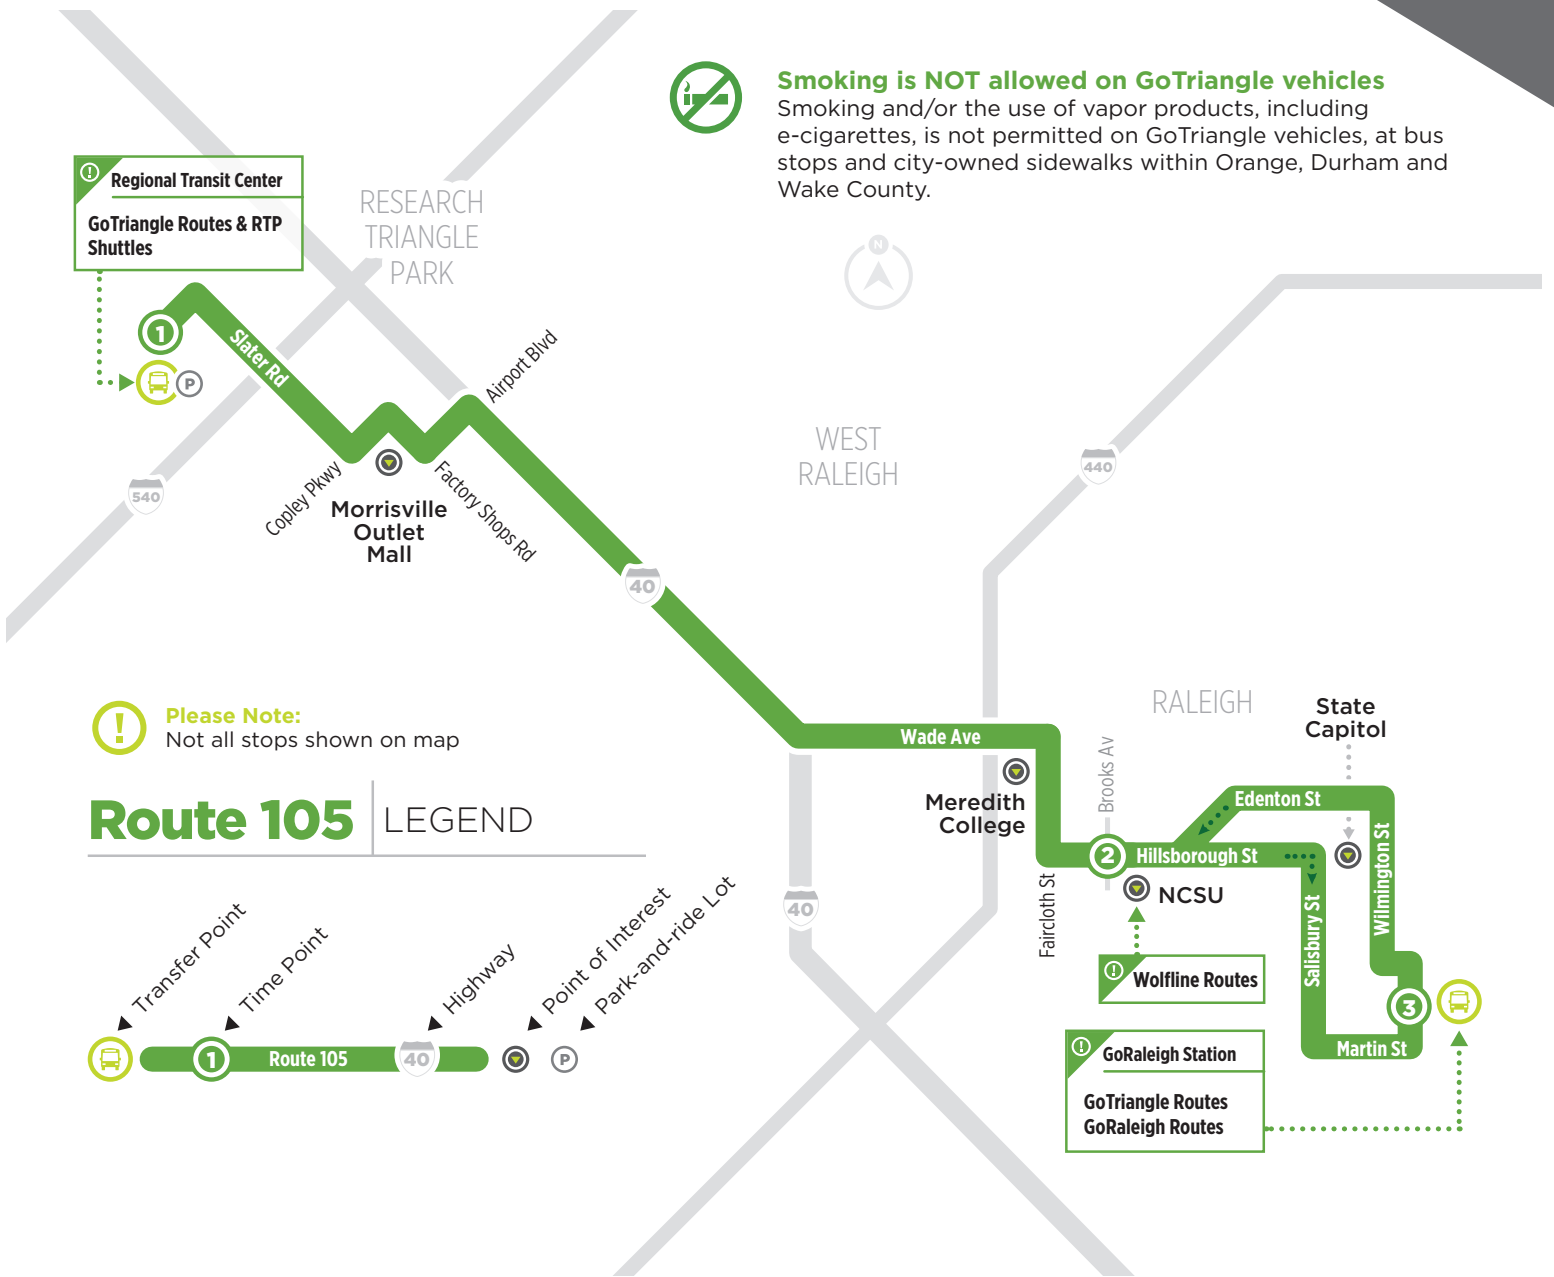 Smoking is NOT allowed on GoTriangle vehicles
Smoking and/or the use of vapor products, including
e-cigarettes, is not permitted on GoTriangle vehicles, at bus
stops and city-owned sidewalks within Orange, Durham and
Wake County.
!
Regional Transit Center
GoTriangle Routes & RTP
Shuttles
RESEARCH
TRIANGLE
PARK
N
1
P
Slater Rd
Airport Blvd
540
Copley Pkwy
Factory Shops Rd
Morrisville
Outlet
Mall
WEST
RALEIGH
440
40
!
Please Note:
Not all stops shown on map
Wade Ave
RALEIGH
State
Capitol
Brooks Av
Meredith
College
Edenton St
2
Hillsborough St
Wilmington St
NCSU
Faircloth St
Salisbury St
40
!
Wolfline Routes
3
Martin St
!
GoRaleigh Station
GoTriangle Routes
GoRaleigh Routes
Route 105
LEGEND
Transfer Point
Time Point
Highway
Point of Interest
Park-and-ride Lot
1
Route 105
40
P